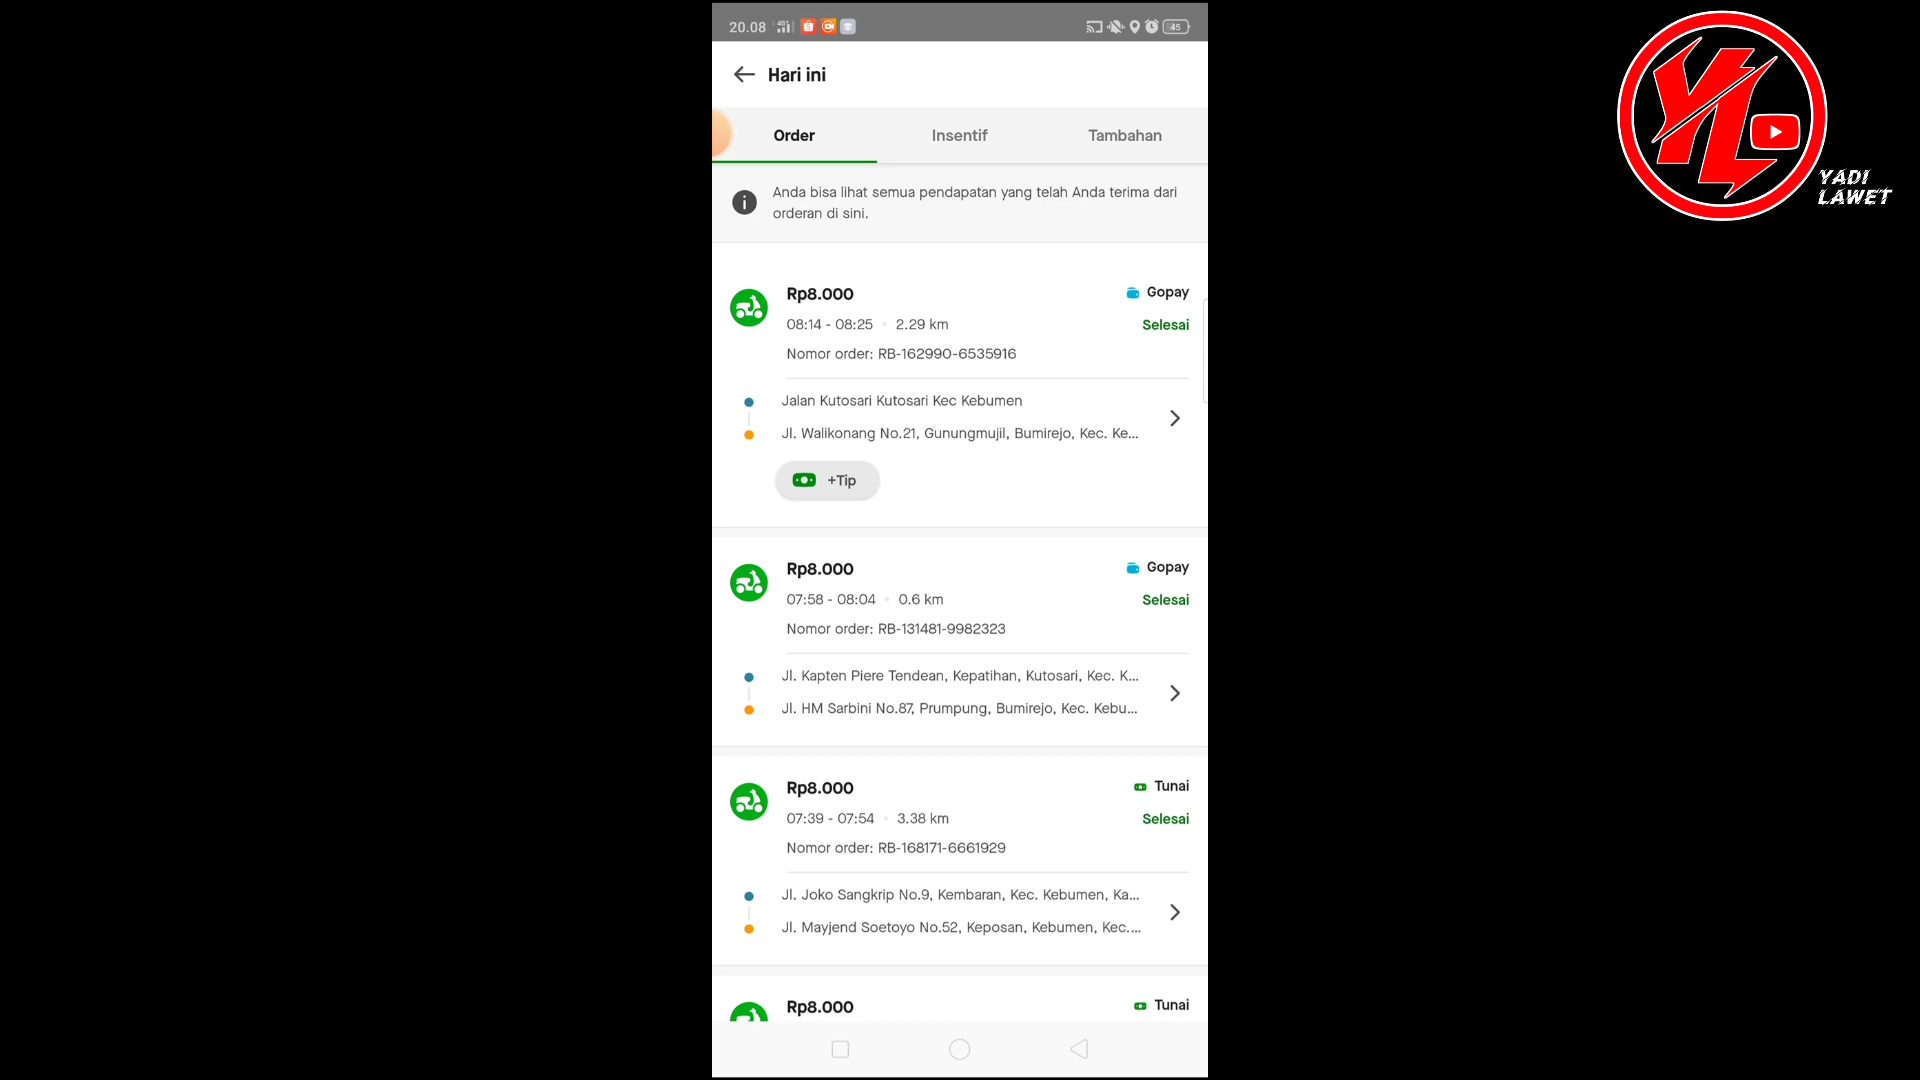 20.08
45
Hari ini
Order
Insentif
Tambahan
Anda bisa lihat semua pendapatan yang telah Anda terima dari
orderan di sini.
Rp8.000
Gopay
08:14 - 08:25 • 2.29 km
Selesai
Nomor order: RB-162990-6535916
Jalan Kutosari Kutosari Kec Kebumen
Jl. Walikonang No.21, Gunungmujil, Bumirejo, Kec. Ke...
+Tip
Rp8.000
Gopay
07:58 - 08:04 • 0.6 km
Selesai
Nomor order: RB-131481-9982323
Jl. Kapten Piere Tendean, Kepatihan, Kutosari, Kec. K...
Jl. HM Sarbini No.87, Prumpung, Bumirejo, Kec. Kebu...
Rp8.000
Tunai
07:39 - 07:54 • 3.38 km
Selesai
Nomor order: RB-168171-6661929
Jl. Joko Sangkrip No.9, Kembaran, Kec. Kebumen, Ka...
Jl. Mayjend Soetoyo No.52, Keposan, Kebumen, Kec....
Rp8.000
Tunai
YL
YADI
LAWET